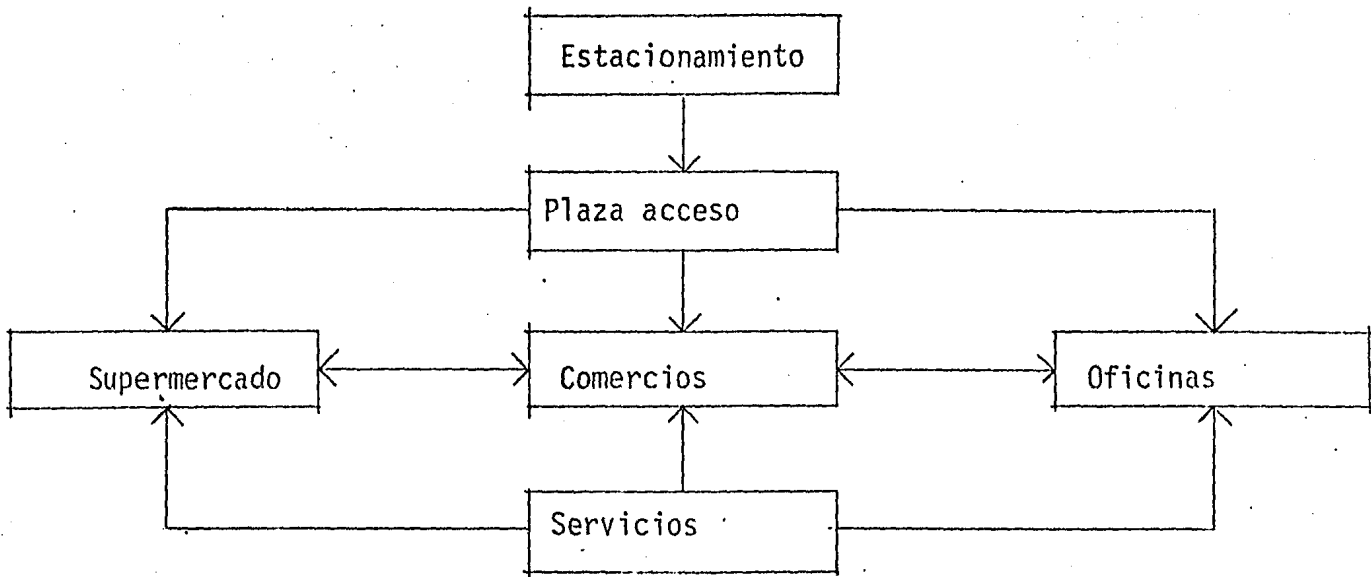 Estacionamiento
Plaza acceso
Supermercado
Comercios
Oficinas
Servicios